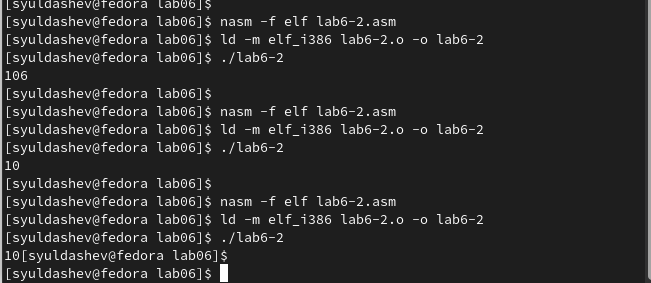 [syuldashev@fedora lab06]$
[syuldashev@fedora lab06]$ nasm -f elf lab6-2.asm
[syuldashev@fedora lab06]$ ld -m elf_i386 lab6-2.o -o lab6-2
[syuldashev@fedora lab06]$ ./lab6-2
106
[syuldashev@fedora lab06]$
[syuldashev@fedora lab06]$ nasm -f elf lab6-2.asm
[syuldashev@fedora lab06]$ ld -m elf_i386 lab6-2.o -o lab6-2
[syuldashev@fedora lab06]$ ./lab6-2
10
[syuldashev@fedora lab06]$
[syuldashev@fedora lab06]$ nasm -f elf lab6-2.asm
[syuldashev@fedora lab06]$ ld -m elf_i386 lab6-2.o -o lab6-2
[syuldashev@fedora lab06]$ ./lab6-2
10[syuldashev@fedora lab06]$
[syuldashev@fedora lab06]$